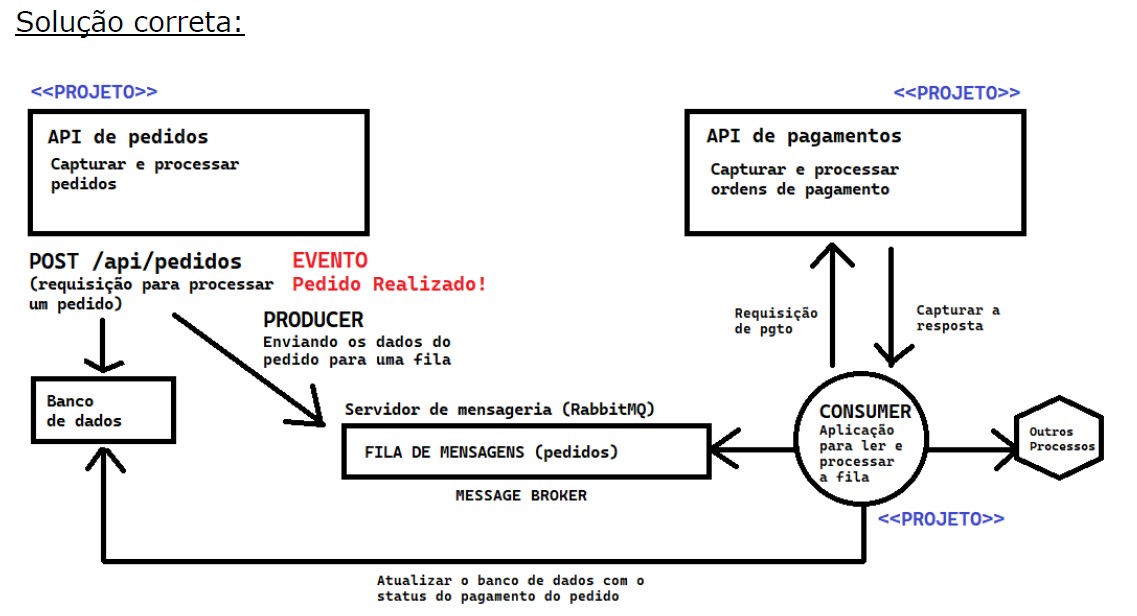 Solução correta:
<<PROJETO>>
API de pedidos
Capturar e processar
pedidos
<<PROJETO>>
API de pagamentos
Capturar e processar
ordens de pagamento
POST /api/pedidos
(requisição para processar
um pedido)
EVENTO
Pedido Realizado!
PRODUCER
Enviando os dados do
pedido para uma fila
Requisição
de pgto
Capturar a
resposta
Banco
de dados
Servidor de mensageria (RabbitMQ)
FILA DE MENSAGENS (pedidos)
MESSAGE BROKER
CONSUMER
Aplicação
para ler e
processar
a fila
Outros
Processos
<<PROJETO>>
Atualizar o banco de dados com o
status do pagamento do pedido